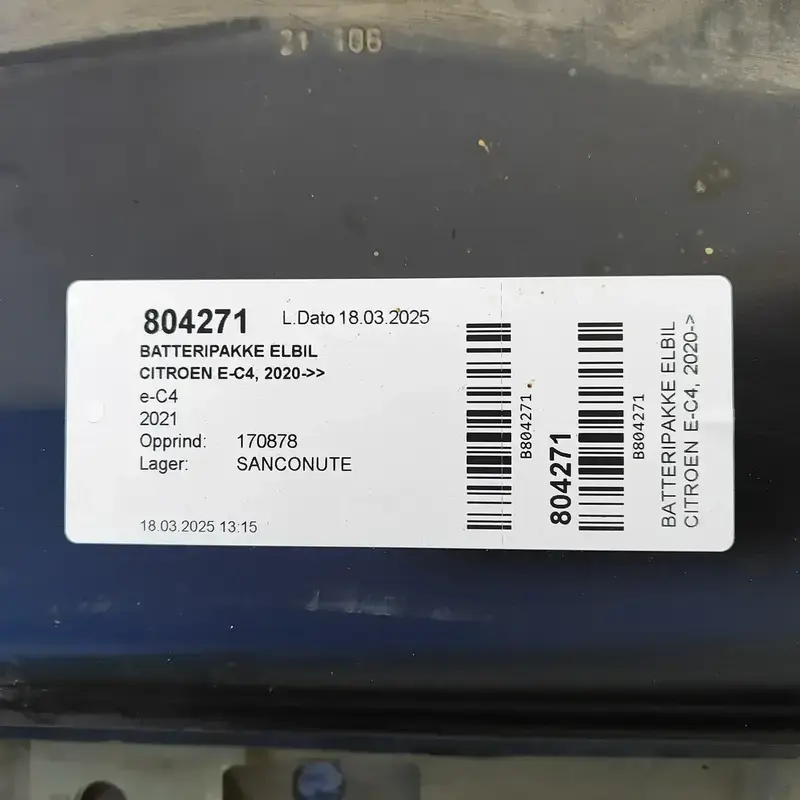 21 106
804271 L.Dato 18.03.2025
BATTERIPAKKE ELBIL
CITROEN E-C4, 2020->>
e-C4
2021
Opprind: 170878
Lager: SANCONUTE
18.03.2025 13:15
B804271
804271
B804271
BATTERIPAKKE ELBIL
CITROEN E-C4, 2020->